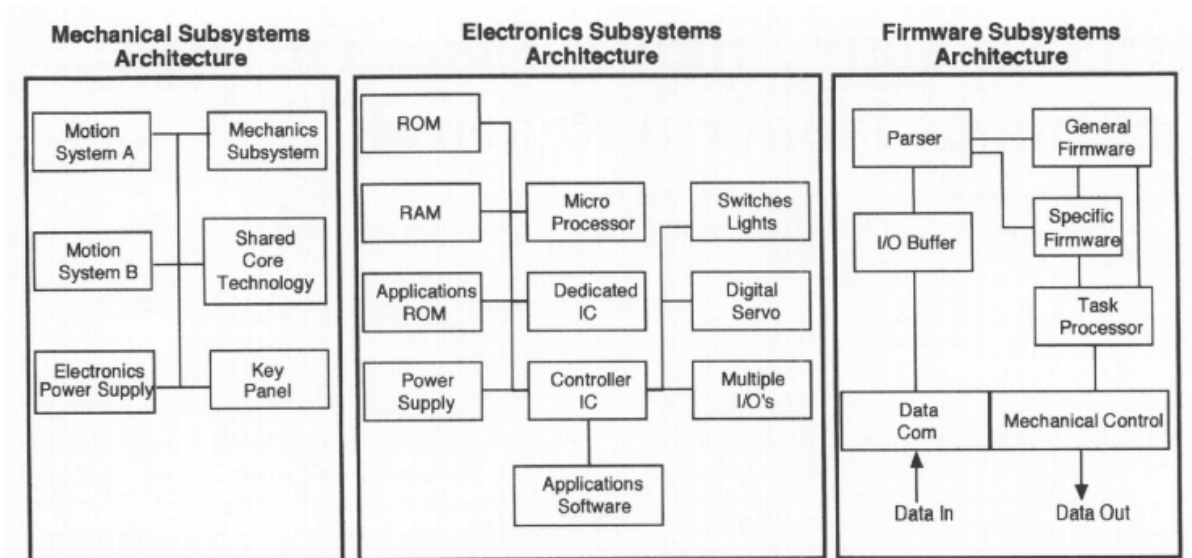 Mechanical Subsystems
Architecture
Motion
System A
Mechanics
Subsystem
Motion
System B
Shared
Core
Technology
Electronics
Power Supply
Key
Panel
Electronics Subsystems
Architecture
ROM
RAM
Micro
Processor
Switches
Lights
Applications
ROM
Dedicated
IC
Digital
Servo
Power
Supply
Controller
IC
Multiple
I/O's
Applications
Software
Firmware Subsystems
Architecture
Parser
General
Firmware
I/O Buffer
Specific
Firmware
Task
Processor
Data
Com
Mechanical Control
Data In
Data Out